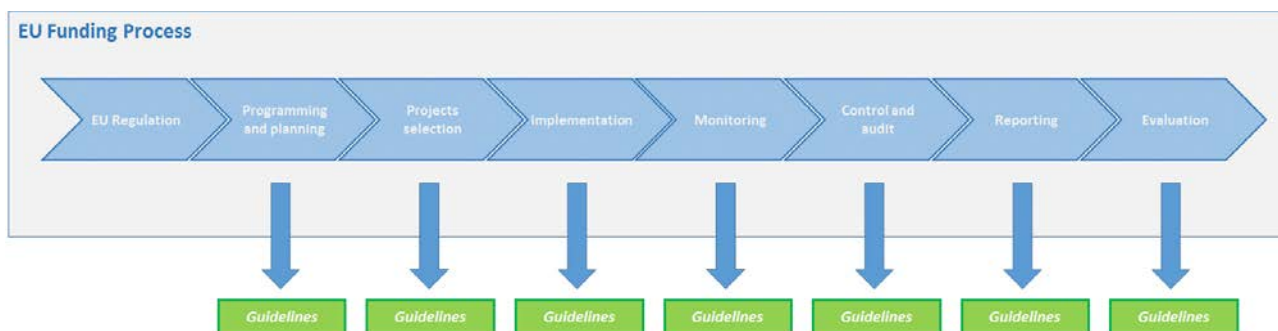 EU Funding Process
EU Regulation
Programming
and planning
Projects
selection
Implementation
Monitoring
Control and
audit
Reporting
Evaluation
Guidelines
Guidelines
Guidelines
Guidelines
Guidelines
Guidelines
Guidelines